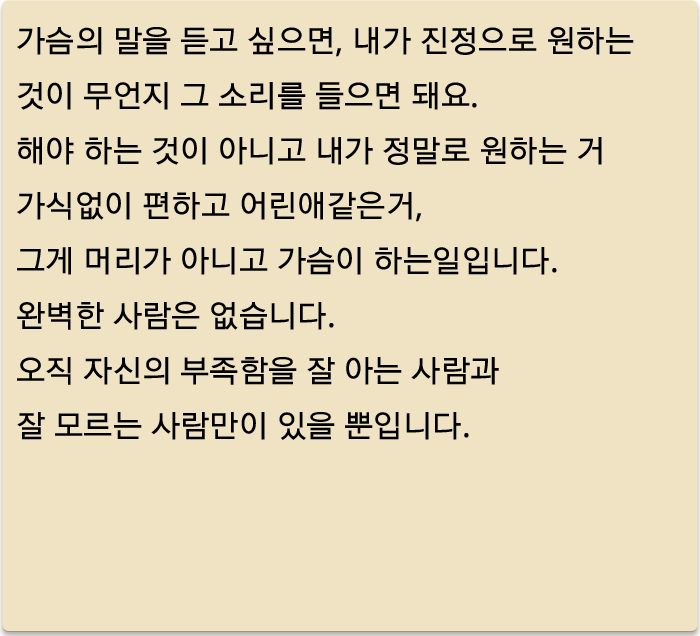 가슴의 말을 듣고 싶으면, 내가 진정으로 원하는
것이 무언지 그 소리를 들으면 돼요.
해야 하는 것이 아니고 내가 정말로 원하는 거
가식없이 편하고 어린애같은거,
그게 머리가 아니고 가슴이 하는일입니다.
완벽한 사람은 없습니다.
오직 자신의 부족함을 잘 아는 사람과
잘 모르는 사람만이 있을 뿐입니다.